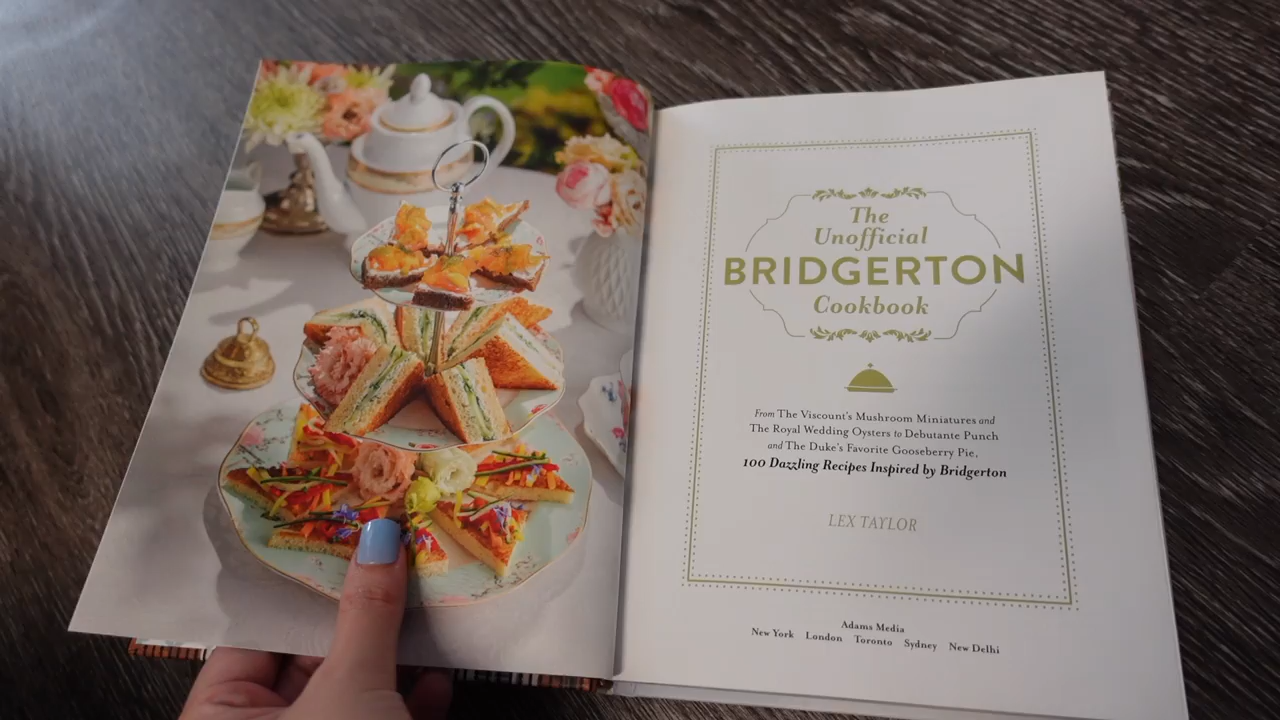 The
Unofficial
BRIDGERTON
Cookbook
From The Viscount's Mushroom Miniatures and
The Royal Wedding Oysters to Debutante Punch
and The Duke's Favorite Gooseberry Pie,
100 Dazzling Recipes Inspired by Bridgerton
LEX TAYLOR
Adams Media
New York London Toronto Sydney New Delhi